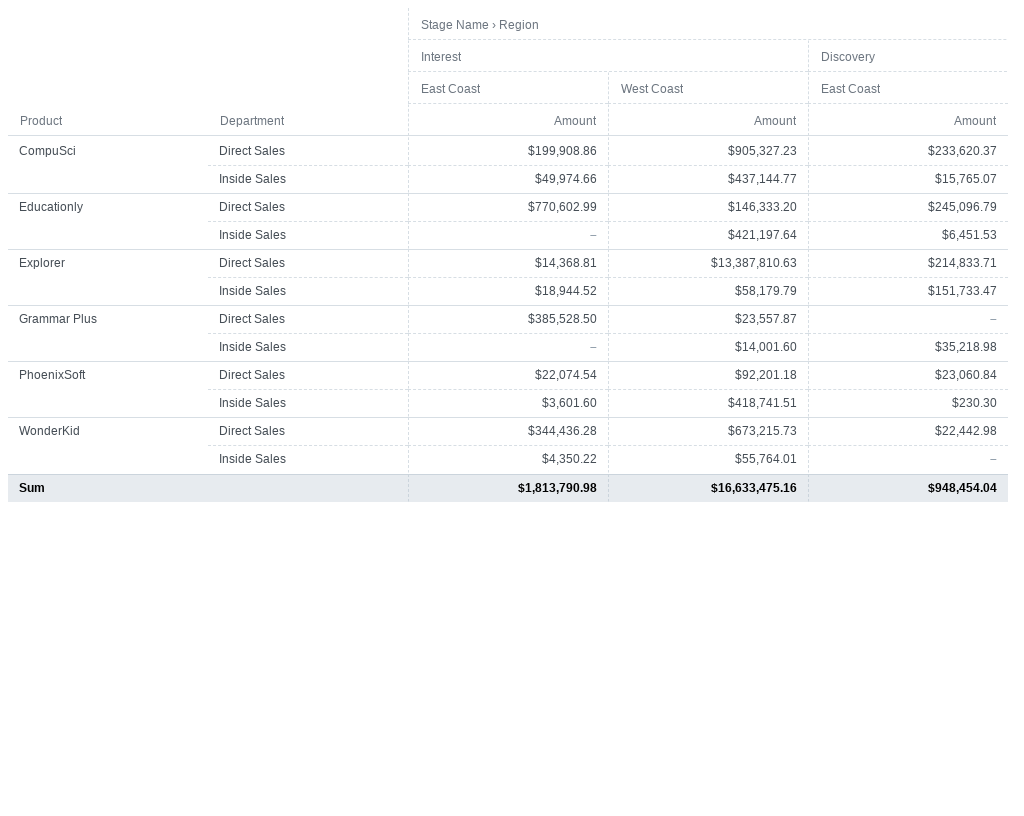 Stage Name › Region
Interest Discovery
East Coast West Coast East Coast
Product Department Amount Amount Amount
CompuSci Direct Sales $199,908.86 $905,327.23 $233,620.37
Inside Sales $49,974.66 $437,144.77 $15,765.07
Educationly Direct Sales $770,602.99 $146,333.20 $245,096.79
Inside Sales – $421,197.64 $6,451.53
Explorer Direct Sales $14,368.81 $13,387,810.63 $214,833.71
Inside Sales $18,944.52 $58,179.79 $151,733.47
Grammar Plus Direct Sales $385,528.50 $23,557.87 –
Inside Sales – $14,001.60 $35,218.98
PhoenixSoft Direct Sales $22,074.54 $92,201.18 $23,060.84
Inside Sales $3,601.60 $418,741.51 $230.30
WonderKid Direct Sales $344,436.28 $673,215.73 $22,442.98
Inside Sales $4,350.22 $55,764.01 –
Sum $1,813,790.98 $16,633,475.16 $948,454.04